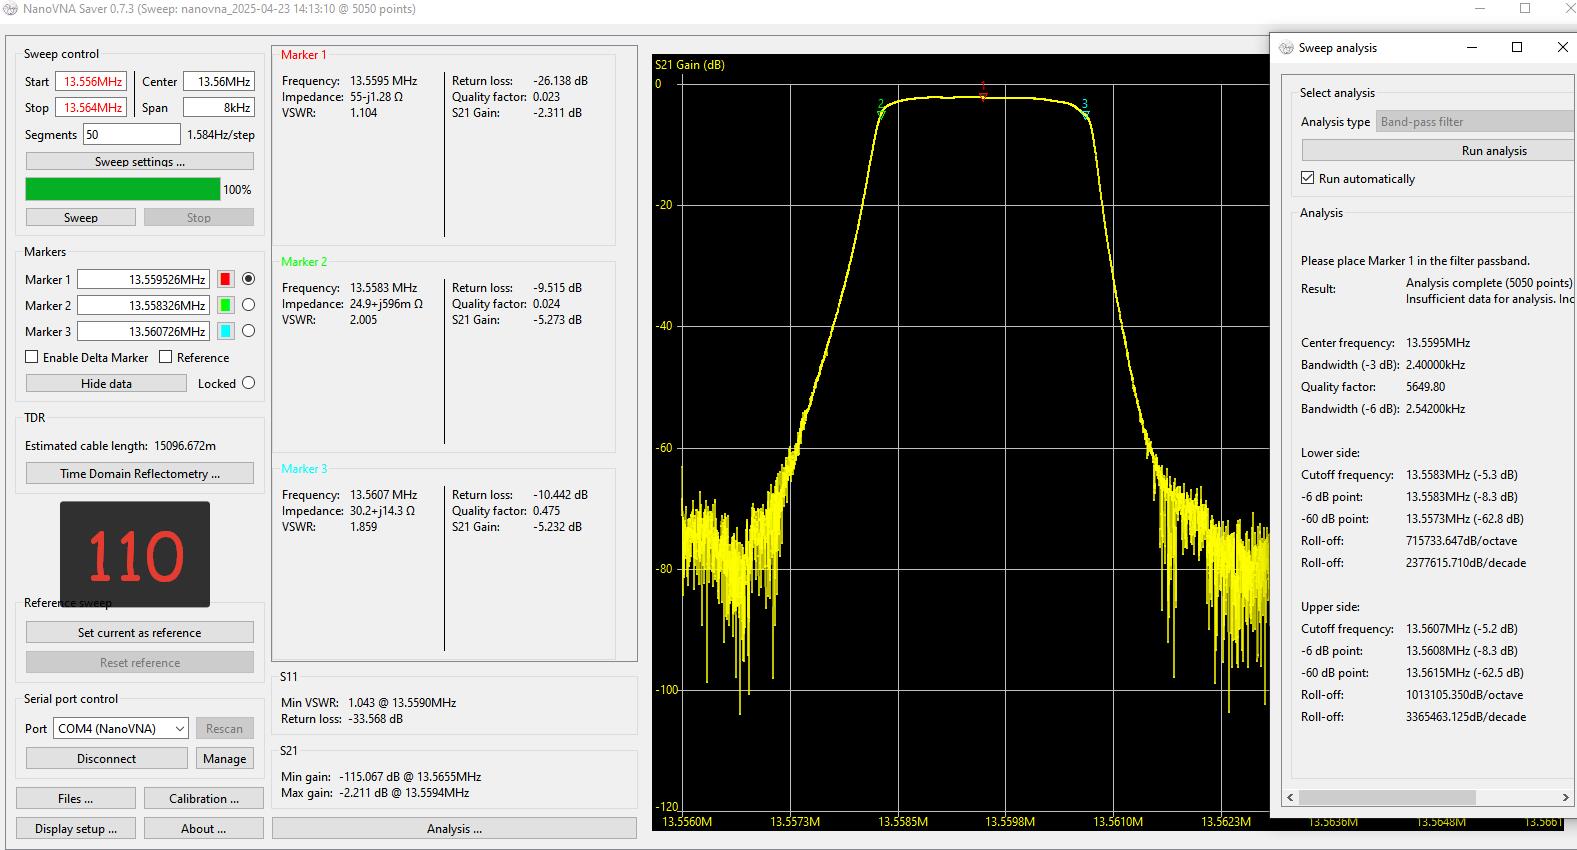 NanoVNA Saver 0.7.3 (Sweep: nanovna_2025-04-23 14:13:10 @ 5050 points)
Sweep control
Start 13.556MHz Center 13.56MHz
Stop 13.564MHz Span 8kHz
Segments 50 1.584Hz/step
Sweep settings ...
100%
Sweep Stop
Markers
Marker 1 13.559526MHz
Marker 2 13.558326MHz
Marker 3 13.560726MHz
Enable Delta Marker Reference
Hide data Locked
TDR
Estimated cable length: 15096.672m
Time Domain Reflectometry ...
110
Reference sweep
Set current as reference
Reset reference
Serial port control
Port COM4 (NanoVNA) Rescan
Disconnect Manage
Files ... Calibration ...
Display setup ... About ...
Marker 1
Frequency: 13.5595 MHz Return loss: -26.138 dB
Impedance: 55-j1.28 Ω Quality factor: 0.023
VSWR: 1.104 S21 Gain: -2.311 dB
Marker 2
Frequency: 13.5583 MHz Return loss: -9.515 dB
Impedance: 24.9+j596m Ω Quality factor: 0.024
VSWR: 2.005 S21 Gain: -5.273 dB
Marker 3
Frequency: 13.5607 MHz Return loss: -10.442 dB
Impedance: 30.2+j14.3 Ω Quality factor: 0.475
VSWR: 1.859 S21 Gain: -5.232 dB
S11
Min VSWR: 1.043 @ 13.5590MHz
Return loss: -33.568 dB
S21
Min gain: -115.067 dB @ 13.5655MHz
Max gain: -2.211 dB @ 13.5594MHz
Analysis ...
S21 Gain (dB)
0
1
2 3
-20
-40
-60
-80
-100
-120
13.5560M 13.5573M 13.5585M 13.5598M 13.5610M 13.5623M 13.5636M 13.5648M 13.5661
Sweep analysis
Select analysis
Analysis type Band-pass filter
Run analysis
Run automatically
Analysis
Please place Marker 1 in the filter passband.
Result: Analysis complete (5050 points)
Insufficient data for analysis. Inc
Center frequency: 13.5595MHz
Bandwidth (-3 dB): 2.40000kHz
Quality factor: 5649.80
Bandwidth (-6 dB): 2.54200kHz
Lower side:
Cutoff frequency: 13.5583MHz (-5.3 dB)
-6 dB point: 13.5583MHz (-8.3 dB)
-60 dB point: 13.5573MHz (-62.8 dB)
Roll-off: 715733.647dB/octave
Roll-off: 2377615.710dB/decade
Upper side:
Cutoff frequency: 13.5607MHz (-5.2 dB)
-6 dB point: 13.5608MHz (-8.3 dB)
-60 dB point: 13.5615MHz (-62.5 dB)
Roll-off: 1013105.350dB/octave
Roll-off: 3365463.125dB/decade